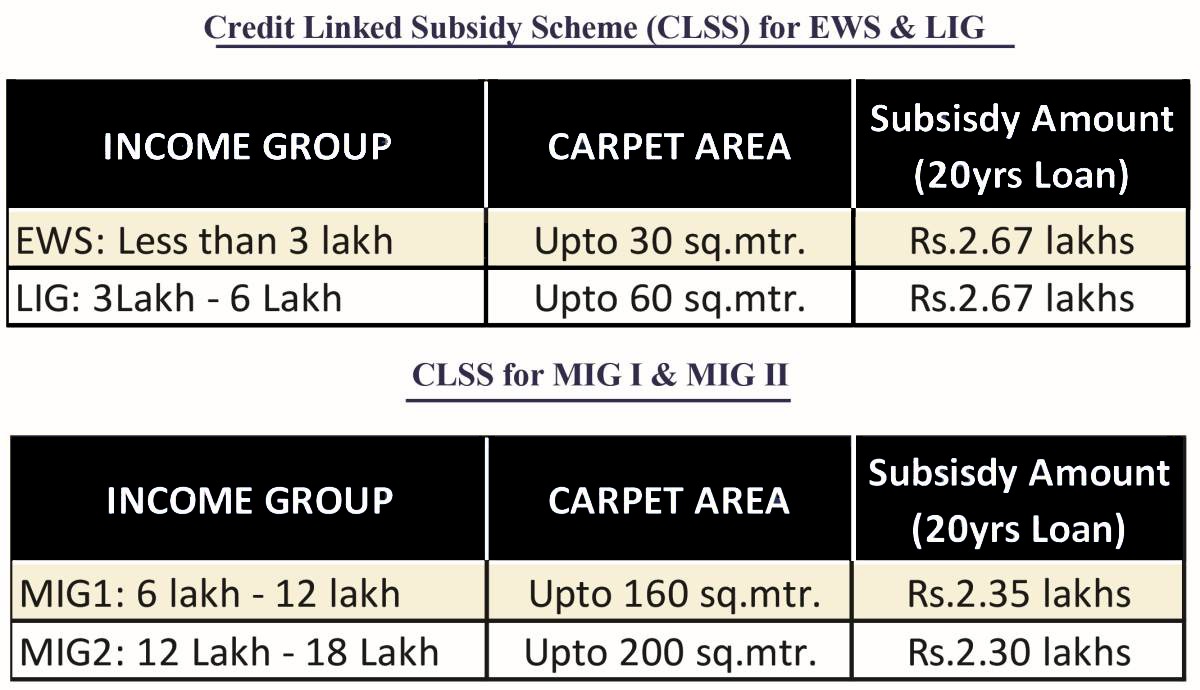 Credit Linked Subsidy Scheme (CLSS) for EWS & LIG
INCOME GROUP CARPET AREA Subsisdy Amount (20yrs Loan)
EWS: Less than 3 lakh Upto 30 sq.mtr. Rs.2.67 lakhs
LIG: 3Lakh - 6 Lakh Upto 60 sq.mtr. Rs.2.67 lakhs
CLSS for MIG I & MIG II
INCOME GROUP CARPET AREA Subsisdy Amount (20yrs Loan)
MIG1: 6 lakh - 12 lakh Upto 160 sq.mtr. Rs.2.35 lakhs
MIG2: 12 Lakh - 18 Lakh Upto 200 sq.mtr. Rs.2.30 lakhs